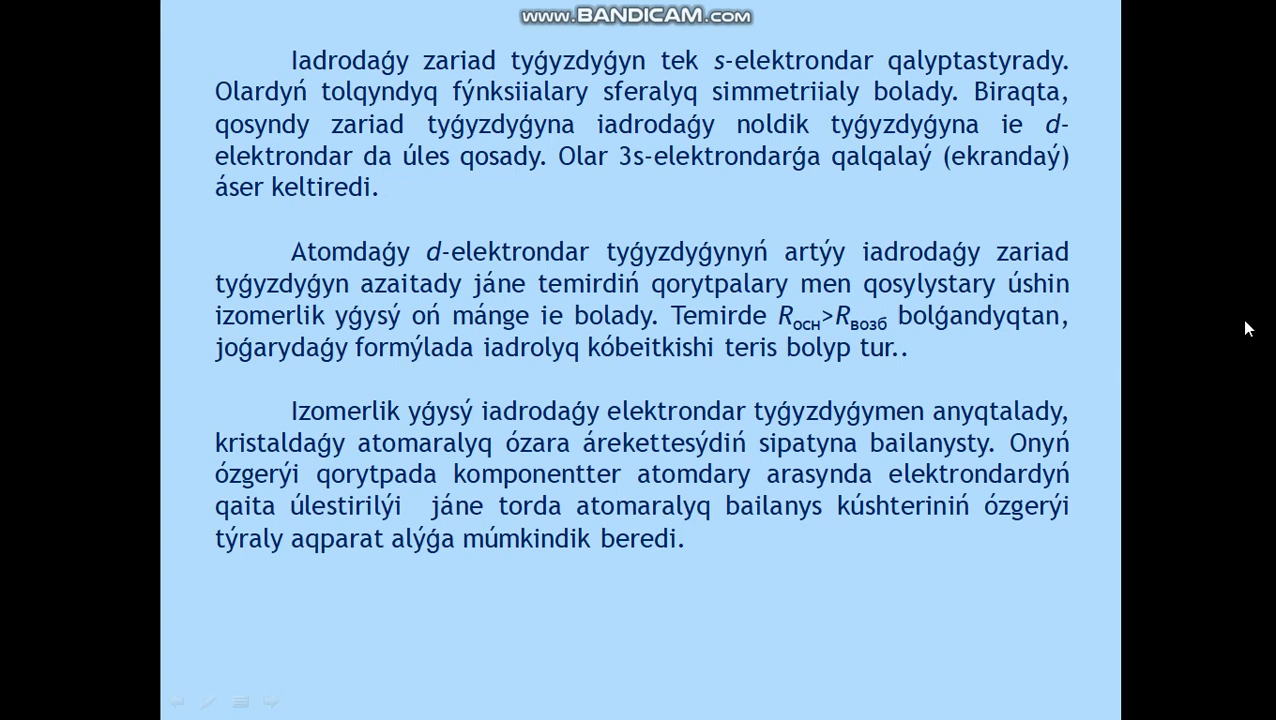 WWW.BANDICAM.COM
Iadrodaǵy zariad tyǵyzdyǵyn tek s-elektrondar qalyptastyrady.
Olardyń tolqyndyq fýnksiialary sferalyq simmetriialy bolady. Biraqta,
qosyndy zariad tyǵyzdyǵyna iadrodaǵy noldik tyǵyzdyǵyna ie d-
elektrondar da úles qosady. Olar 3s-elektrondarǵa qalqalaý (ekrandaý)
áser keltiredi.
Atomdaǵy d-elektrondar tyǵyzdyǵynyń artýy iadrodaǵy zariad
tyǵyzdyǵyn azaitady jáne temirdiń qorytpalary men qosylystary úshin
izomerlik yǵysý oń mánge ie bolady. Temirde Rосн>Rвозб bolǵandyqtan,
joǵarydaǵy formýlada iadrolyq kóbeitkishi teris bolyp tur..
Izomerlik yǵysý iadrodaǵy elektrondar tyǵyzdyǵymen anyqtalady,
kristaldaǵy atomaralyq ózara árekettesýdiń sipatyna bailanysty. Onyń
ózgerýi qorytpada komponentter atomdary arasynda elektrondardyń
qaita úlestirilýi jáne torda atomaralyq bailanys kúshteriniń ózgerýi
týraly aqparat alýǵa múmkindik beredi.